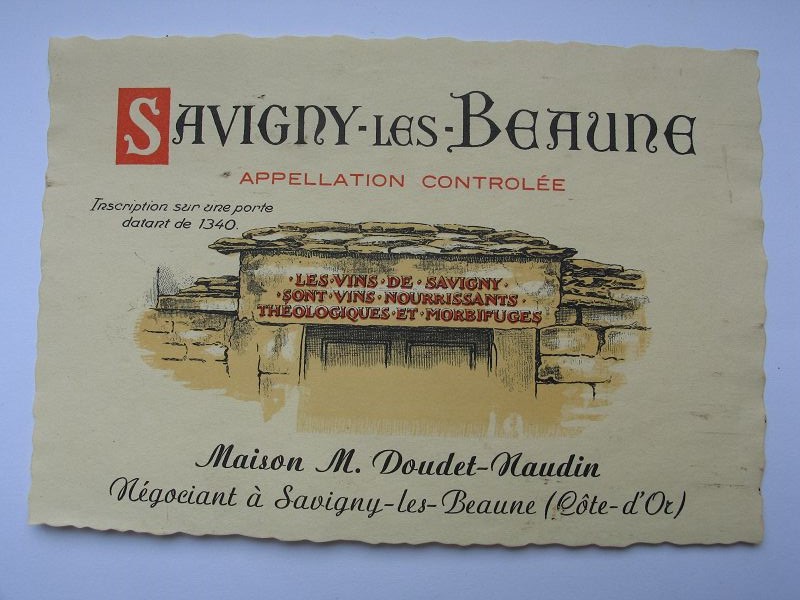 SAVIGNY-LES-BEAUNE
APPELLATION CONTROLÉE
Inscription sur une porte
datant de 1340.
·LES·VINS·DE·SAVIGNY·
·SONT·VINS·NOURRISSANTS·
THÉOLOGIQUES·ET·MORBIFUGES
Maison M. Doudet-Naudin
Négociant à Savigny-les-Beaune (Côte-d'Or)